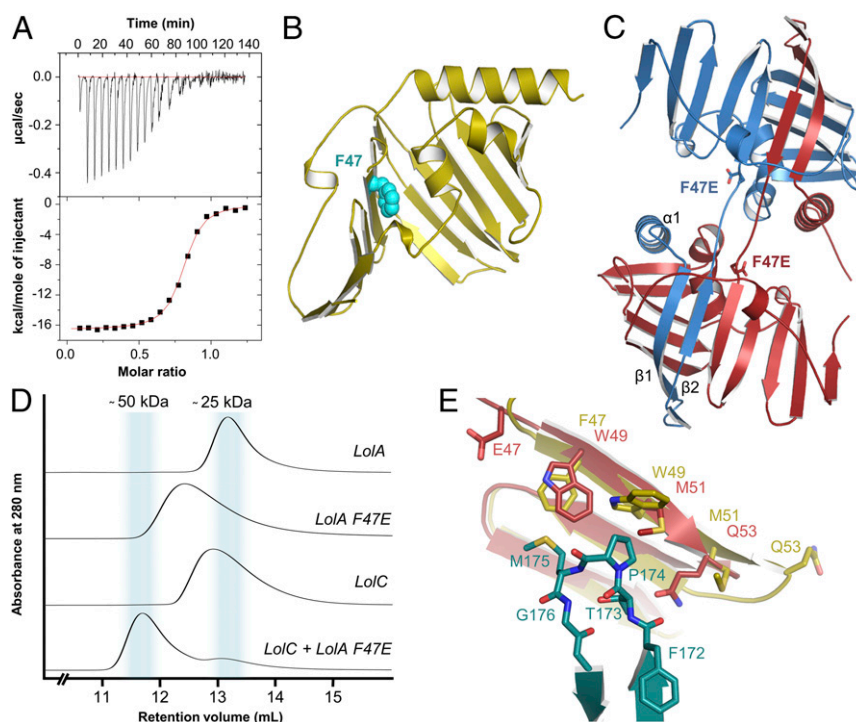 A
Time (min)
0 20 40 60 80 100 120 140
0.0
-0.2
-0.4
µcal/sec
0
-4
-8
-12
-16
kcal/mole of injectant
0.0 0.5 1.0
Molar ratio
B
F47
C
F47E
α1
F47E
β1
β2
D
~50 kDa
~25 kDa
LolA
LolA F47E
LolC
LolC + LolA F47E
Absorbance at 280 nm
11 12 13 14 15
Retention volume (mL)
E
F47
W49
E47
W49
M51
M51
Q53
Q53
M175
P174
G176
T173
F172